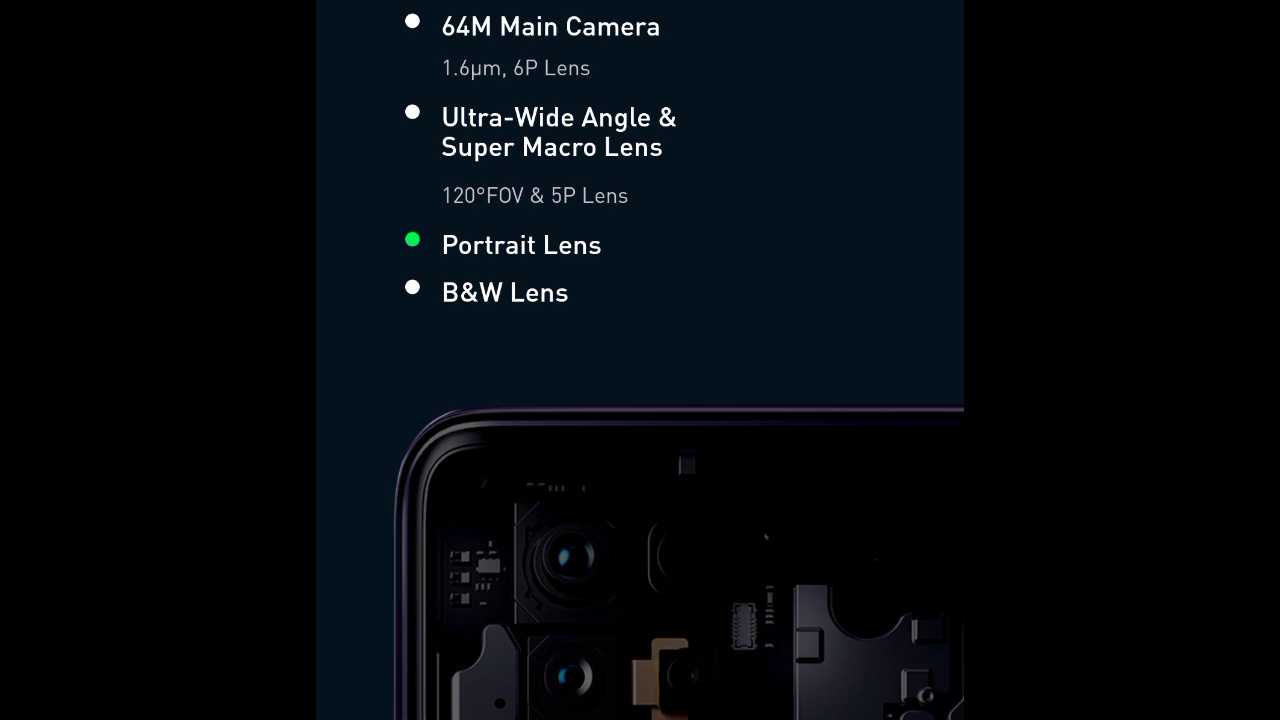 64M Main Camera
1.6μm, 6P Lens
Ultra-Wide Angle &
Super Macro Lens
120°FOV & 5P Lens
Portrait Lens
B&W Lens